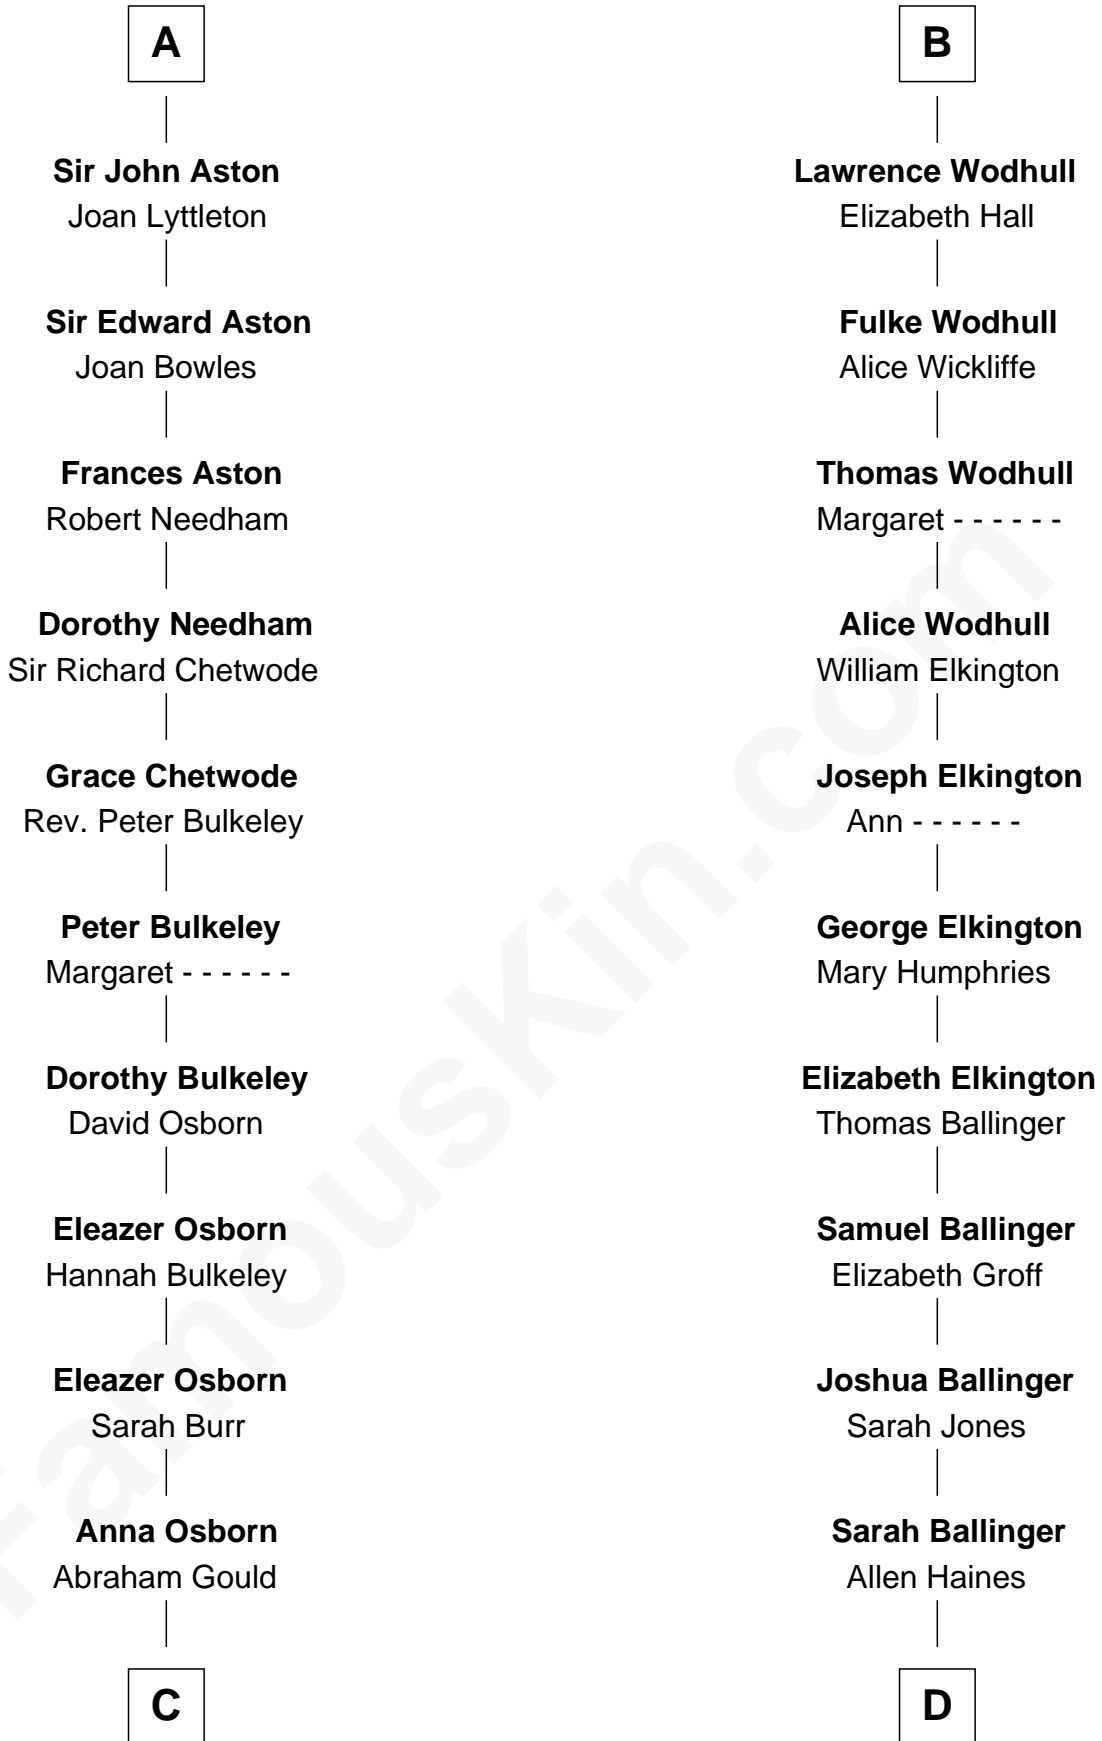 A
Sir John Aston
Joan Lyttleton
Sir Edward Aston
Joan Bowles
Frances Aston
Robert Needham
Dorothy Needham
Sir Richard Chetwode
Grace Chetwode
Rev. Peter Bulkeley
Peter Bulkeley
Margaret - - - - - -
Dorothy Bulkeley
David Osborn
Eleazer Osborn
Hannah Bulkeley
Eleazer Osborn
Sarah Burr
Anna Osborn
Abraham Gould
C
B
Lawrence Wodhull
Elizabeth Hall
Fulke Wodhull
Alice Wickliffe
Thomas Wodhull
Margaret - - - - - -
Alice Wodhull
William Elkington
Joseph Elkington
Ann - - - - - -
George Elkington
Mary Humphries
Elizabeth Elkington
Thomas Ballinger
Samuel Ballinger
Elizabeth Groff
Joshua Ballinger
Sarah Jones
Sarah Ballinger
Allen Haines
D
FamousKin.com